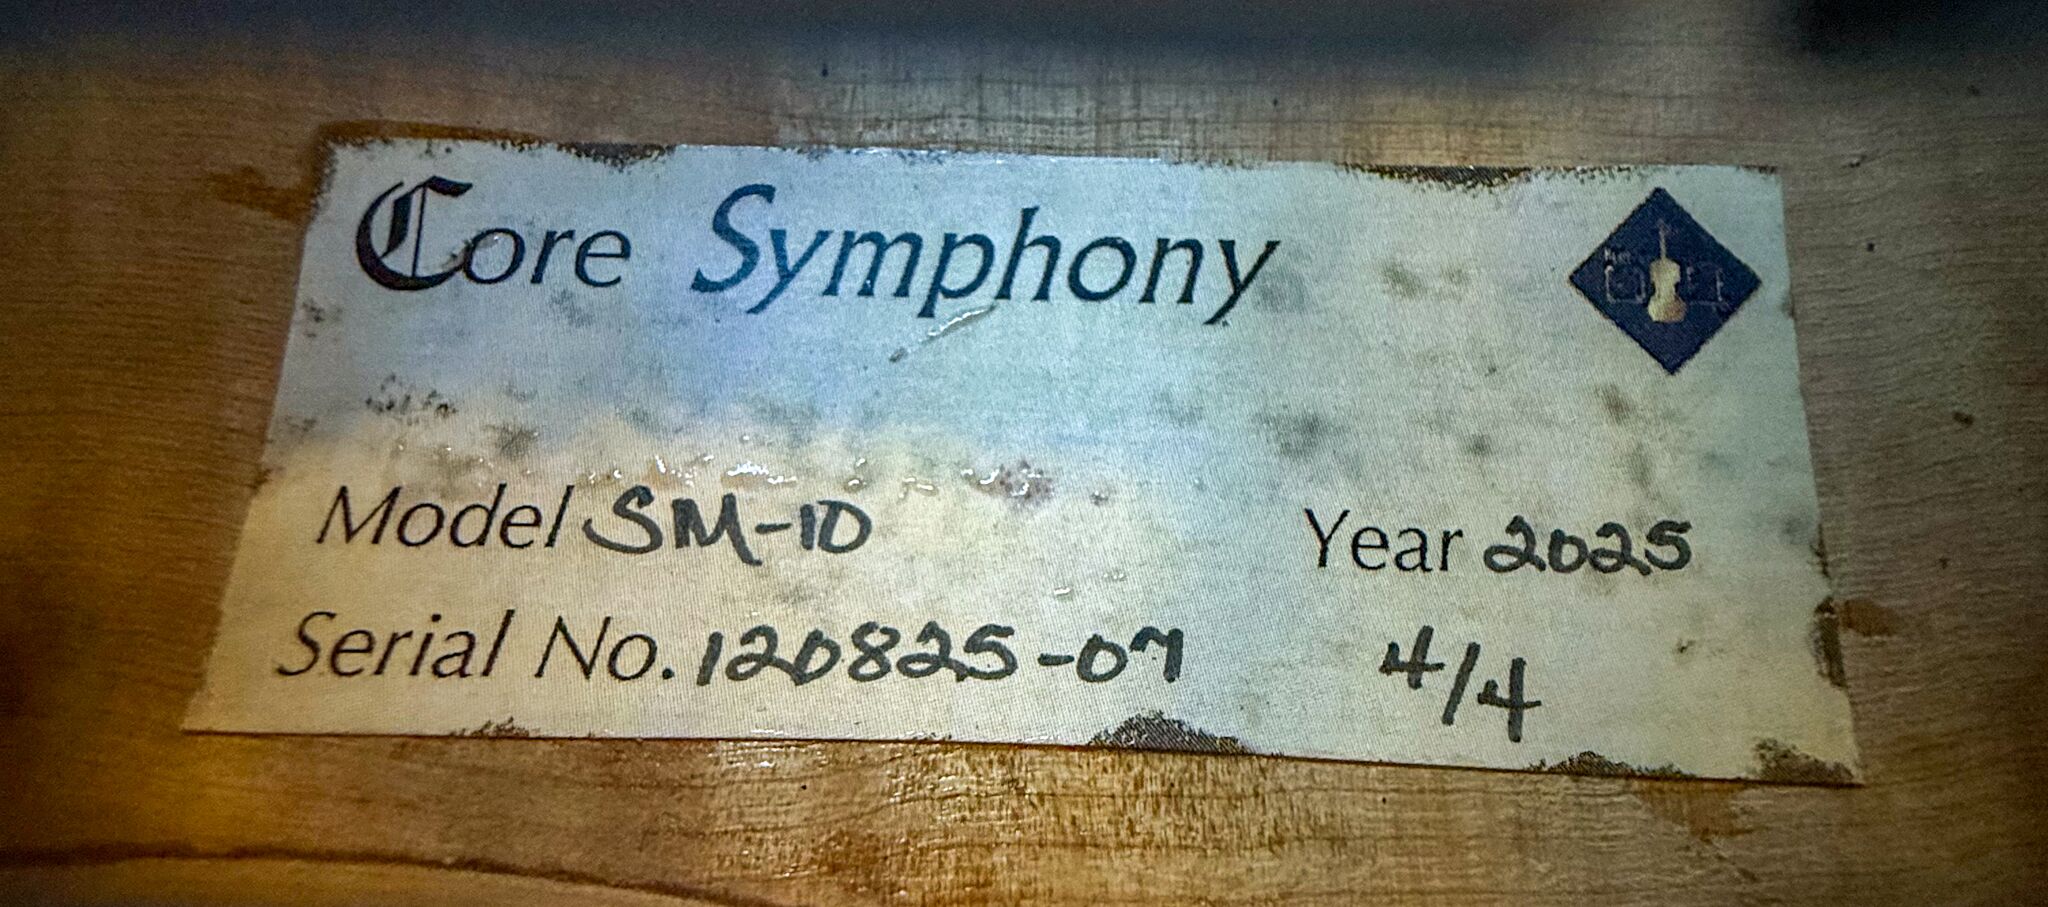 Core Symphony
Model SM-10 Year 2025
Serial No. 120825-07 4/4